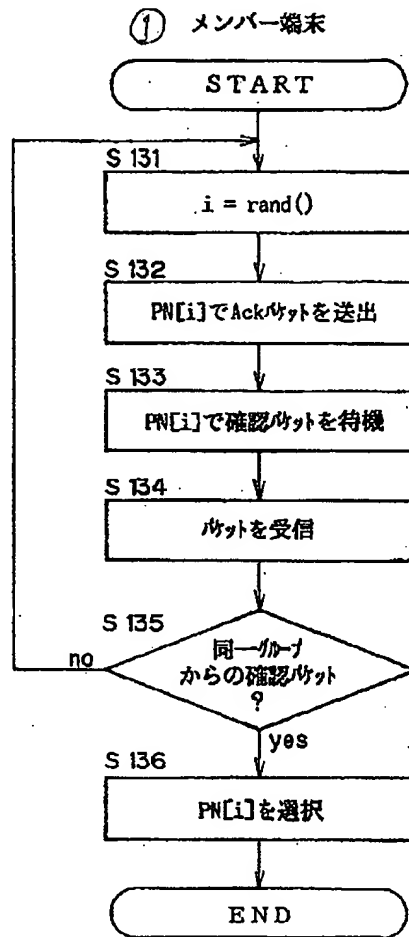 ① メンバー端末
START
S 131
i = rand()
S 132
PN[i]でAckパケットを送出
S 133
PN[i]で確認パケットを待機
S 134
パケットを受信
S 135
同一グループ
からの確認パケット
?
no
yes
S 136
PN[i]を選択
END